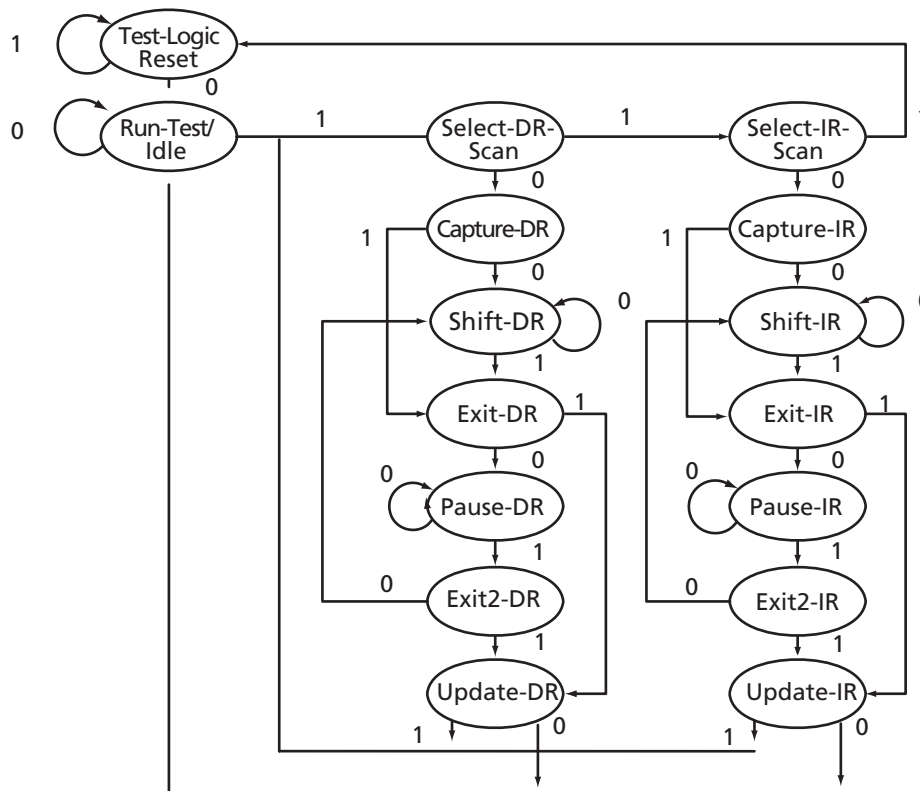 1
Test-Logic
Reset
0
0
Run-Test/
Idle
1
Select-DR-
Scan
1
Select-IR-
Scan
1
0
0
1
Capture-DR
1
Capture-IR
0
0
Shift-DR
0
Shift-IR
0
1
1
Exit-DR
1
Exit-IR
1
0
0
0
Pause-DR
0
Pause-IR
1
1
0
Exit2-DR
0
Exit2-IR
1
1
Update-DR
Update-IR
1
0
1
0